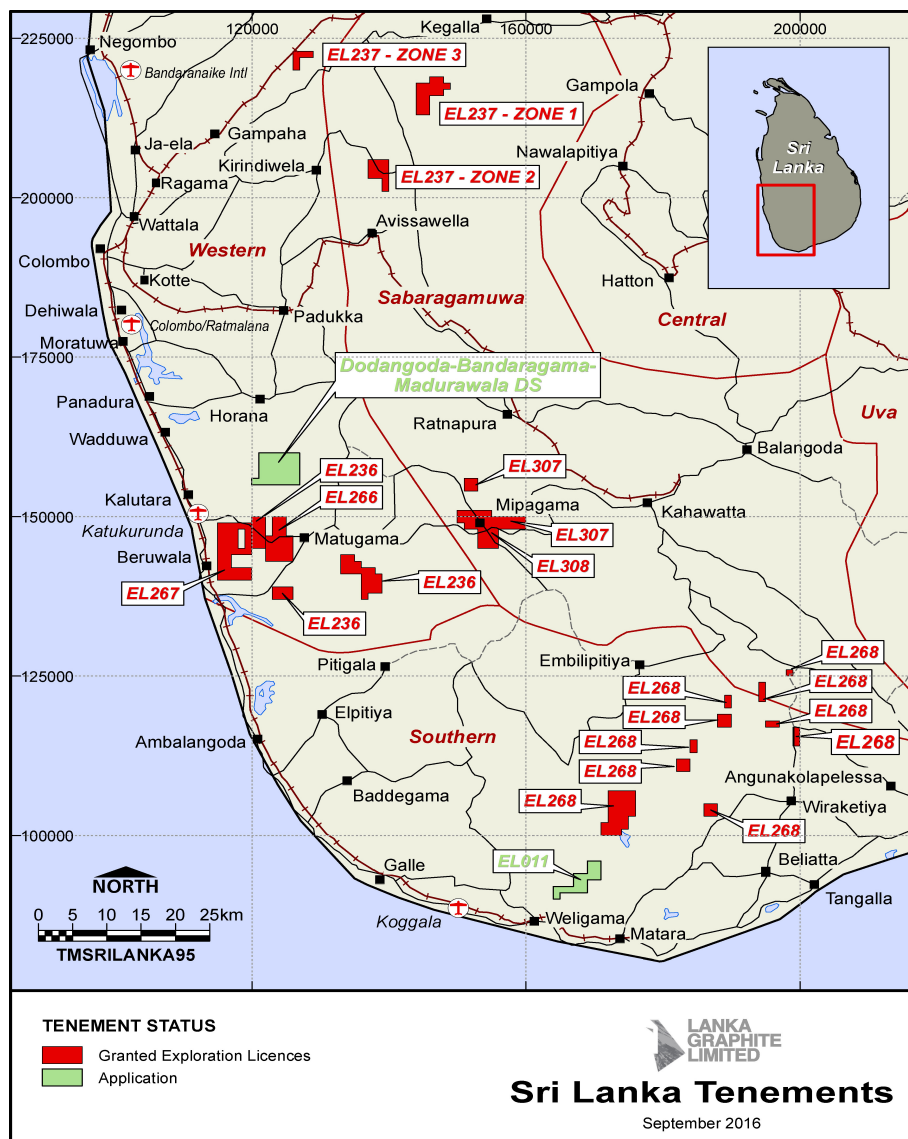 120000
160000
200000
225000
Kegalla
Negombo
EL237 - ZONE 3
Bandaranaike Intl
Gampola
EL237 - ZONE 1
Sri
Lanka
Gampaha
Ja-ela
Kirindiwela
Nawalapitiya
EL237 - ZONE 2
Ragama
200000
Wattala
Avissawella
Western
Colombo
Kotte
Hatton
Sabaragamuwa
Dehiwala
Padukka
Central
Colombo/Ratmalana
Moratuwa
175000
Dodangoda-Bandaragama-
Madurawala DS
Panadura
Horana
Ratnapura
Uva
Wadduwa
Balangoda
EL236
EL307
Kalutara
EL266
Mipagama
Kahawatta
150000
Katukurunda
Matugama
EL307
Beruwala
EL308
EL267
EL236
EL236
Pitigala
Embilipitiya
EL268
125000
EL268
EL268
Elpitiya
EL268
EL268
Ambalangoda
Southern
EL268
EL268
EL268
Angunakolapelessa
Baddegama
EL268
Wiraketiya
100000
EL268
Galle
EL011
Beliatta
NORTH
Tangalla
0 5 10 15 20 25km
Koggala
Weligama
Matara
TMSRILANKA95
TENEMENT STATUS
Granted Exploration Licences
Application
LANKA
GRAPHITE
LIMITED
Sri Lanka Tenements
September 2016